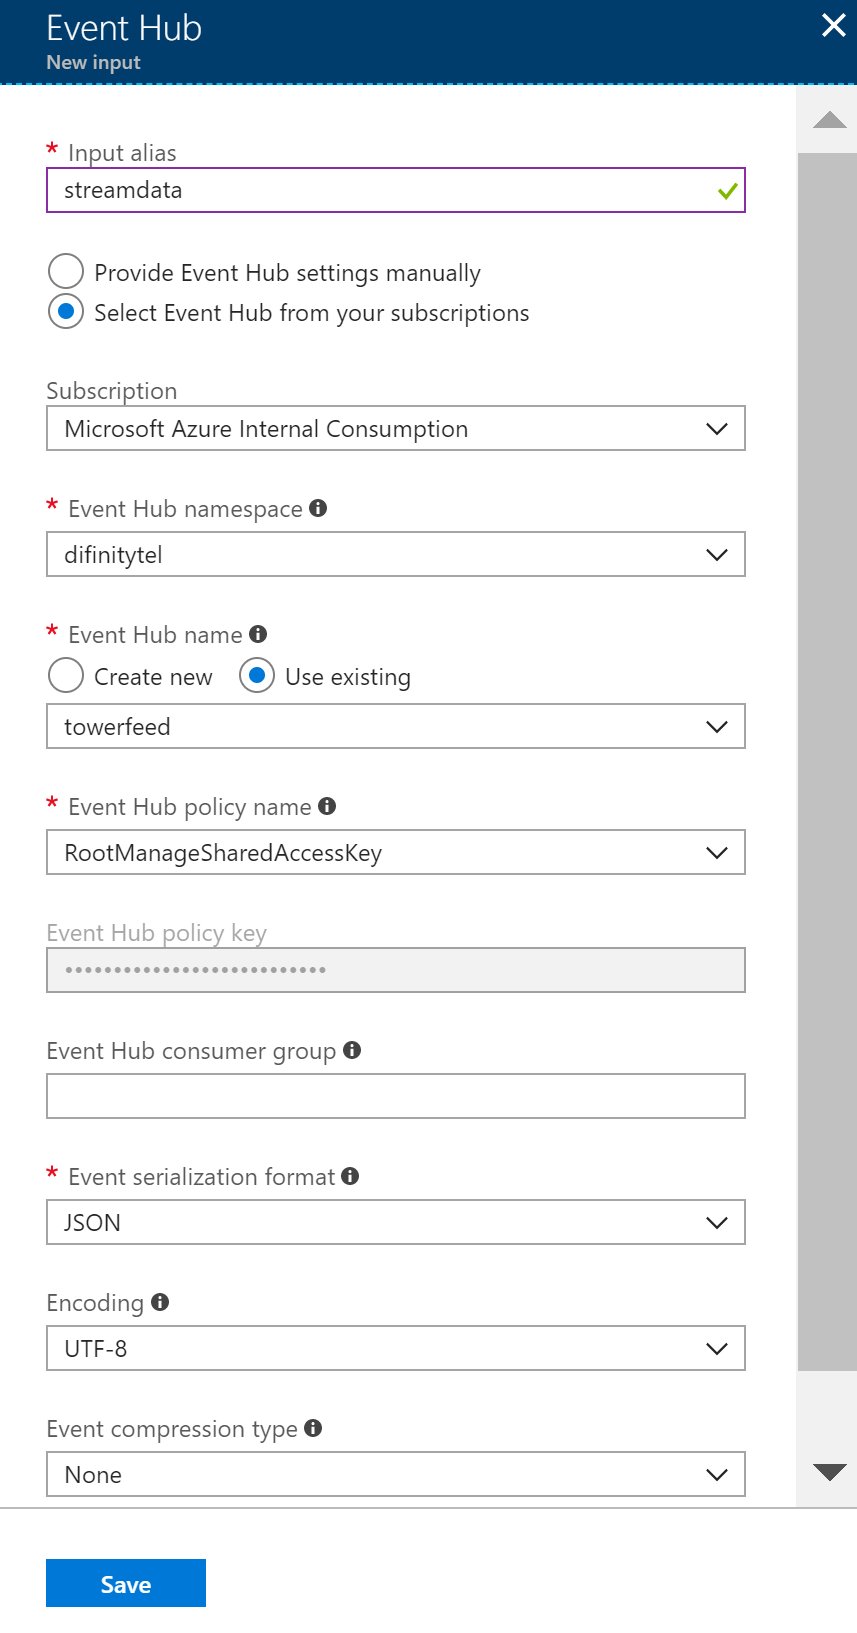 Event Hub
New input
* Input alias
streamdata
Provide Event Hub settings manually
Select Event Hub from your subscriptions
Subscription
Microsoft Azure Internal Consumption
* Event Hub namespace
difinitytel
* Event Hub name
Create new Use existing
towerfeed
* Event Hub policy name
RootManageSharedAccessKey
Event Hub policy key
•••••••••••••••••••••••••••
Event Hub consumer group
* Event serialization format
JSON
Encoding
UTF-8
Event compression type
None
Save